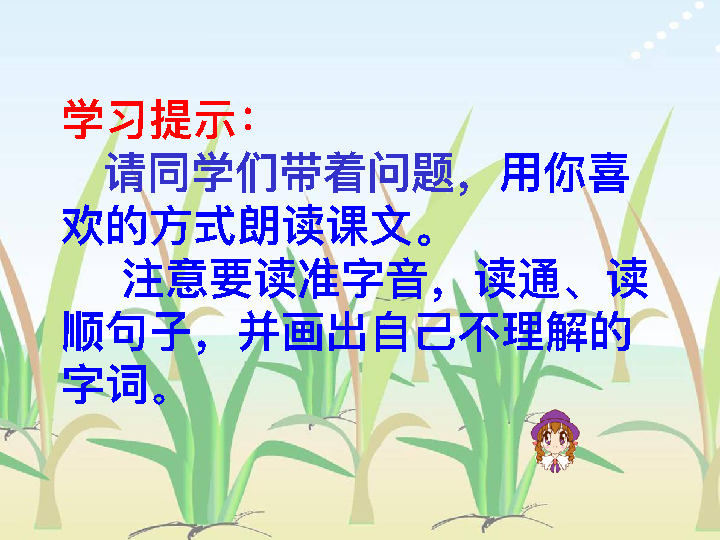 学习提示：
请同学们带着问题，用你喜
欢的方式朗读课文。
注意要读准字音，读通、读
顺句子，并画出自己不理解的
字词。